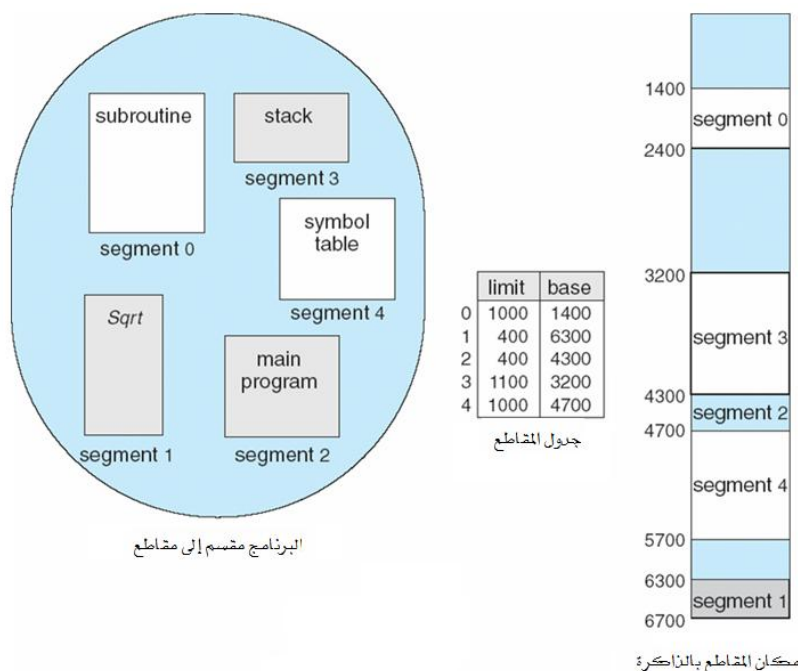 subroutine
segment 0
stack
segment 3
symbol
table
segment 4
Sqrt
segment 1
main
program
segment 2
البرنامج مقسم إلى مقاطع
limit base
0 1000 1400
1 400 6300
2 400 4300
3 1100 3200
4 1000 4700
جدول المقاطع
1400
segment 0
2400
3200
segment 3
4300
segment 2
4700
segment 4
5700
6300
segment 1
6700
مكان المقاطع بالذاكرة